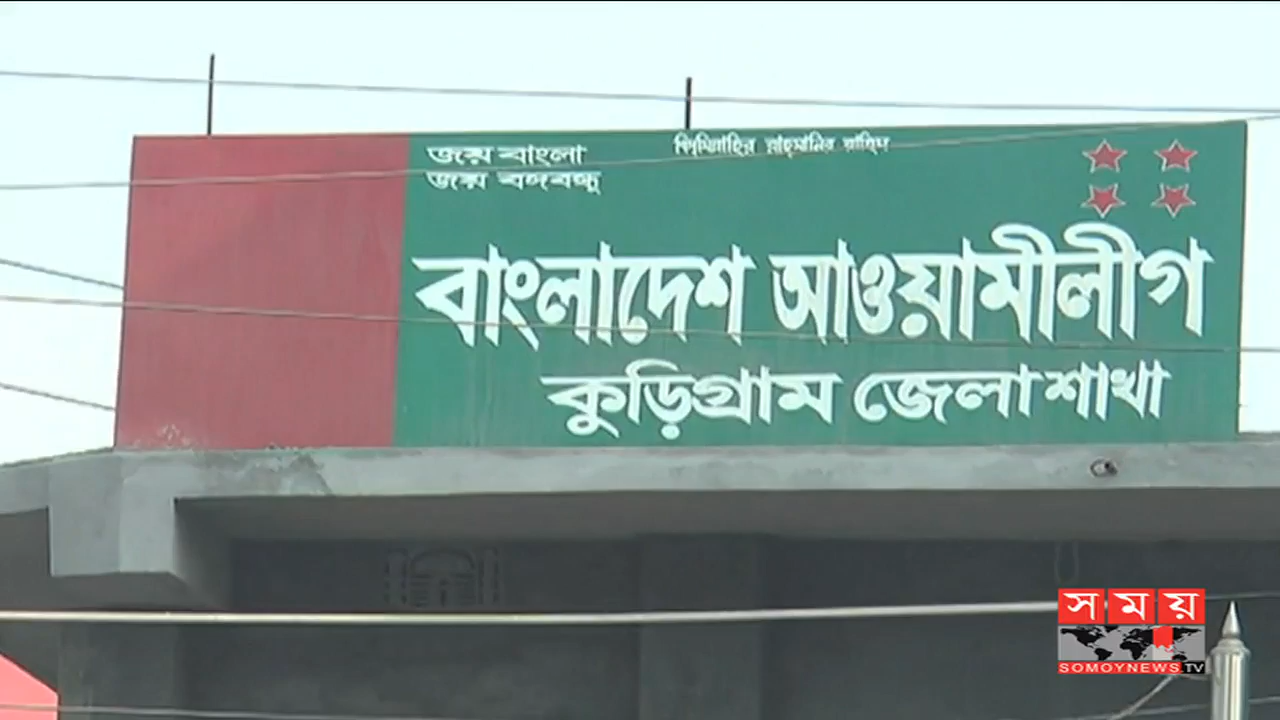 জয় বাংলা
জয় বঙ্গবন্ধু
বিসমিল্লাহির রাহমানির রাহিম
বাংলাদেশ আওয়ামীলীগ
কুড়িগ্রাম জেলা শাখা
সময়
SOMOYNEWS.TV